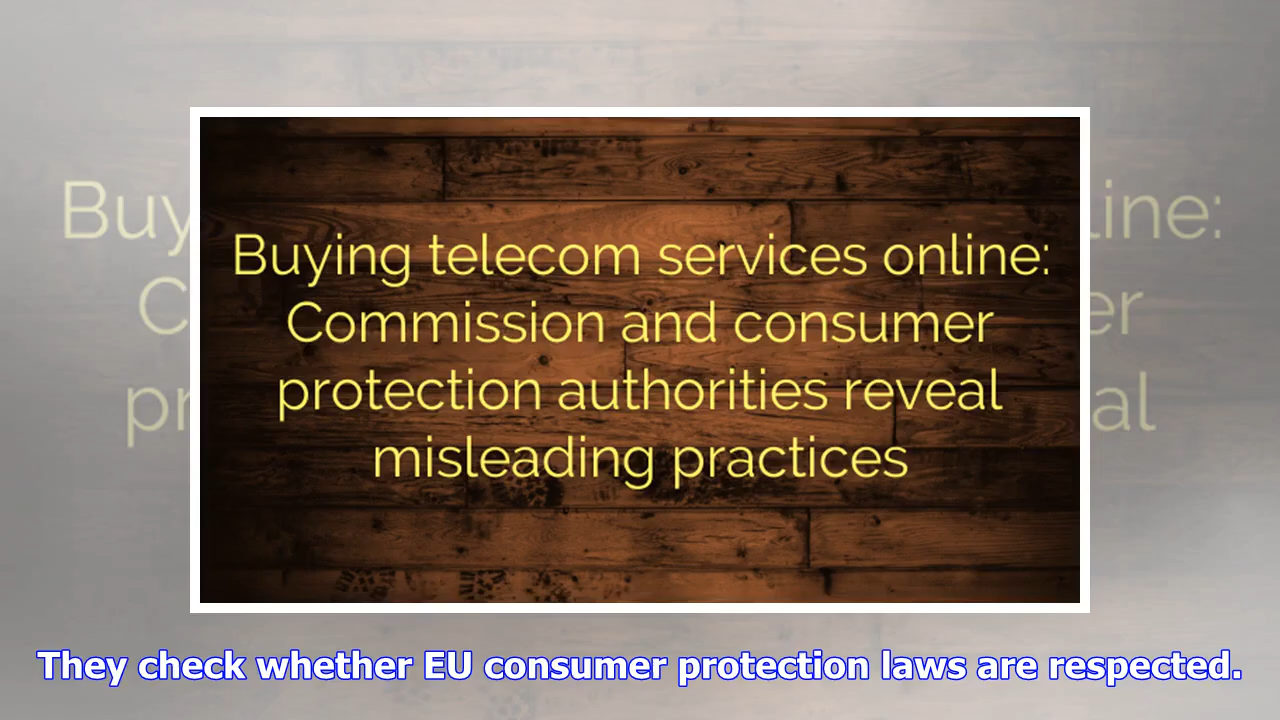 Buying telecom services online:
Commission and consumer
protection authorities reveal
misleading practices
They check whether EU consumer protection laws are respected.